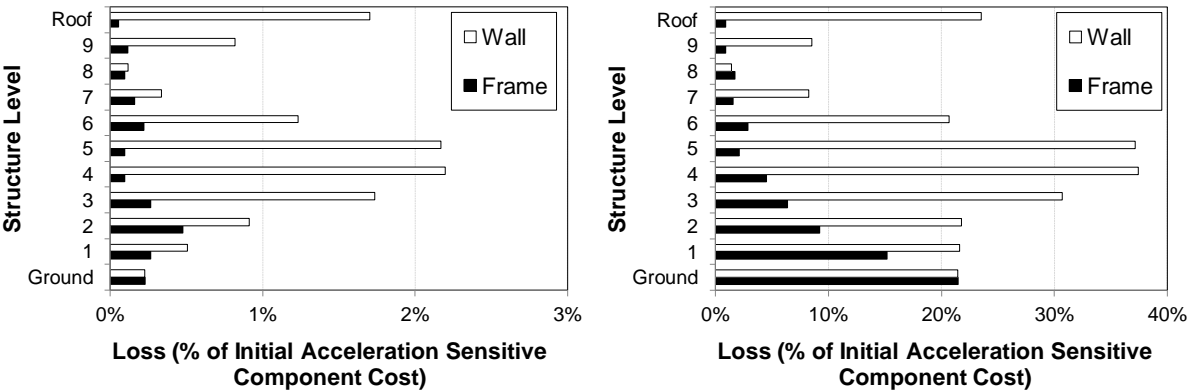 Structure Level
Roof
9
8
7
6
5
4
3
2
1
Ground
0%
1%
2%
3%
Wall
Frame
Loss (% of Initial Acceleration Sensitive
Component Cost)
Structure Level
Roof
9
8
7
6
5
4
3
2
1
Ground
0%
10%
20%
30%
40%
Wall
Frame
Loss (% of Initial Acceleration Sensitive
Component Cost)